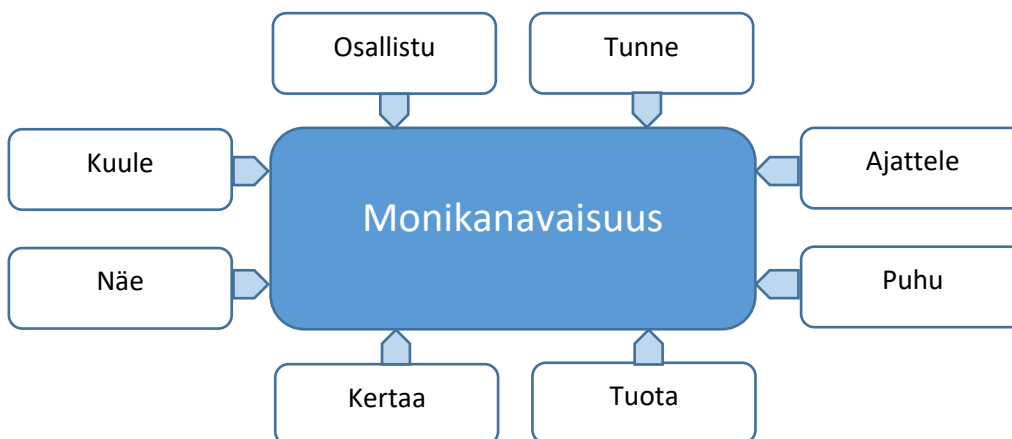 Osallistu
Tunne
Kuule
Ajattele
Monikanavaisuus
Näe
Puhu
Kertaa
Tuota